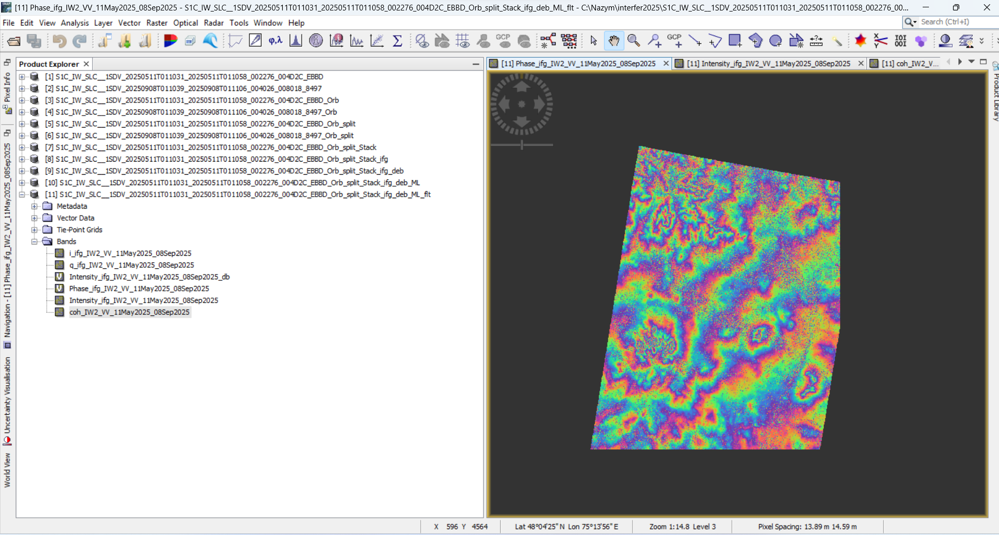 [11] Phase_ifg_IW2_VV_11May2025_08Sep2025 - S1C_IW_SLC__1SDV_20250511T011031_20250511T011058_002276_004D2C_EBBD_Orb_split_Stack_ifg_deb_ML_flt - C:\Nazym\interfer2025\S1C_IW_SLC__1SDV_20250511T011031_20250511T011058_002276_00...
File Edit View Analysis Layer Vector Raster Optical Radar Tools Window Help
Search (Ctrl+I)
GCP GCP
Product Explorer
[11] Phase_ifg_IW2_VV_11May2025_08Sep2025
[11] Intensity_ifg_IW2_VV_11May2025_08Sep2025
[11] coh_IW2_V...
[1] S1C_IW_SLC__1SDV_20250511T011031_20250511T011058_002276_004D2C_EBBD
[2] S1C_IW_SLC__1SDV_20250908T011039_20250908T011106_004026_008018_8497
[3] S1C_IW_SLC__1SDV_20250511T011031_20250511T011058_002276_004D2C_EBBD_Orb
[4] S1C_IW_SLC__1SDV_20250908T011039_20250908T011106_004026_008018_8497_Orb
[5] S1C_IW_SLC__1SDV_20250511T011031_20250511T011058_002276_004D2C_EBBD_Orb_split
[6] S1C_IW_SLC__1SDV_20250908T011039_20250908T011106_004026_008018_8497_Orb_split
[7] S1C_IW_SLC__1SDV_20250511T011031_20250511T011058_002276_004D2C_EBBD_Orb_split_Stack
[8] S1C_IW_SLC__1SDV_20250511T011031_20250511T011058_002276_004D2C_EBBD_Orb_split_Stack_ifg
[9] S1C_IW_SLC__1SDV_20250511T011031_20250511T011058_002276_004D2C_EBBD_Orb_split_Stack_ifg_deb
[10] S1C_IW_SLC__1SDV_20250511T011031_20250511T011058_002276_004D2C_EBBD_Orb_split_Stack_ifg_deb_ML
[11] S1C_IW_SLC__1SDV_20250511T011031_20250511T011058_002276_004D2C_EBBD_Orb_split_Stack_ifg_deb_ML_flt
Metadata
Vector Data
Tie-Point Grids
Bands
i_ifg_IW2_VV_11May2025_08Sep2025
q_ifg_IW2_VV_11May2025_08Sep2025
Intensity_ifg_IW2_VV_11May2025_08Sep2025_db
Phase_ifg_IW2_VV_11May2025_08Sep2025
Intensity_ifg_IW2_VV_11May2025_08Sep2025
coh_IW2_VV_11May2025_08Sep2025
Pixel Info
Navigation - [11] Phase_ifg_IW2_VV_11May2025_08Sep2025
Uncertainty Visualisation
World View
Product Library
X 596 Y 4564
Lat 48°04'25" N Lon 75°13'56" E
Zoom 1:14.8 Level 3
Pixel Spacing: 13.89 m 14.59 m